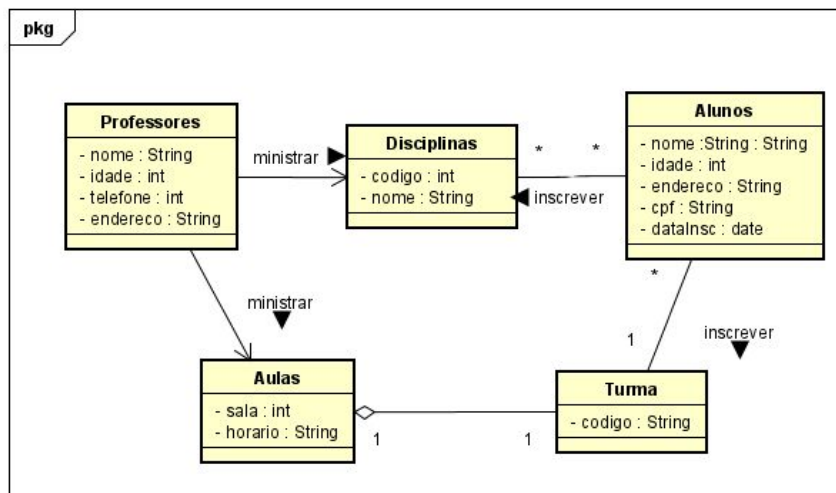 pkg
Professores
- nome : String
- idade : int
- telefone : int
- endereco : String
ministrar
Disciplinas
- codigo : int
- nome : String
*
*
inscrever
Alunos
- nome :String : String
- idade : int
- endereco : String
- cpf : String
- dataInsc : date
ministrar
*
1
inscrever
Aulas
- sala : int
- horario : String
1
1
Turma
- codigo : String